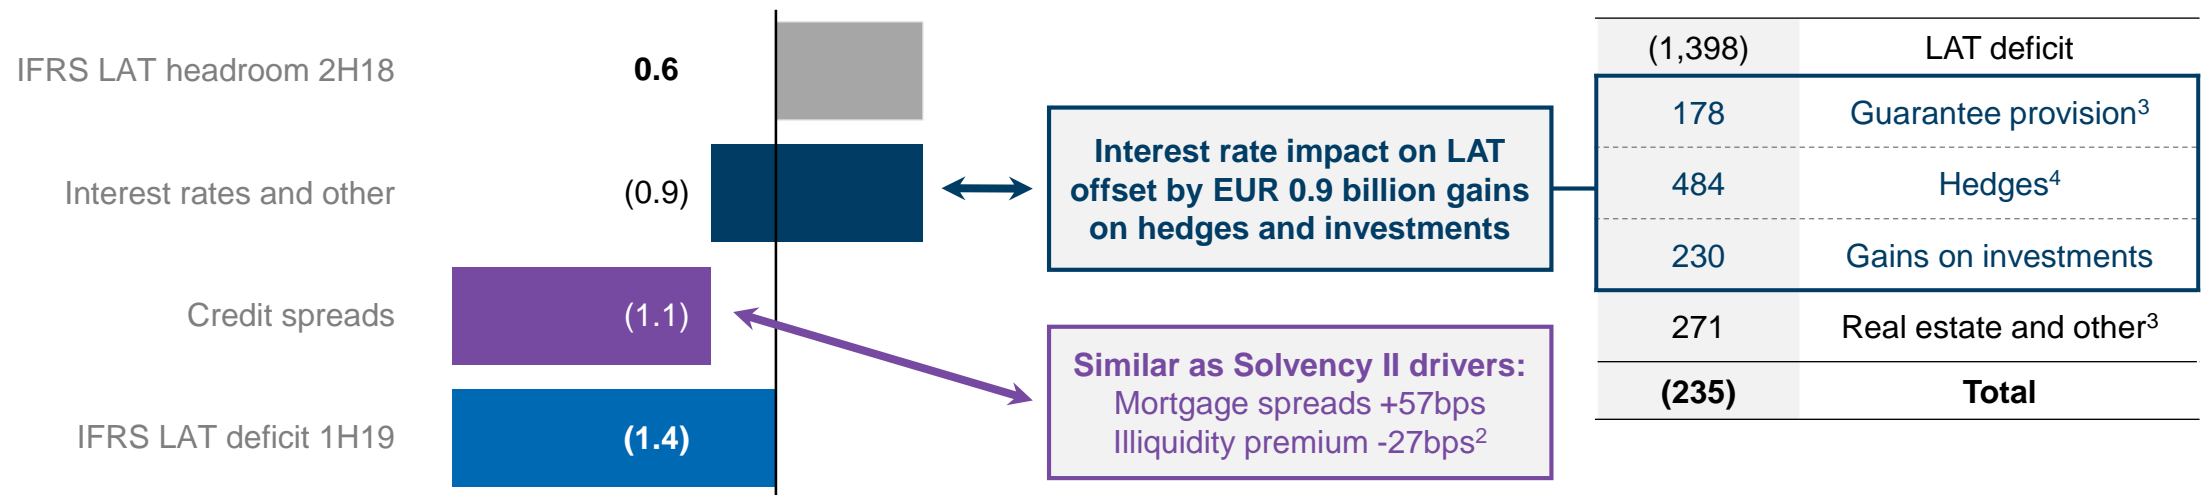 IFRS LAT headroom 2H18 0.6
Interest rates and other (0.9)
Credit spreads (1.1)
IFRS LAT deficit 1H19 (1.4)
Interest rate impact on LAT
offset by EUR 0.9 billion gains
on hedges and investments
Similar as Solvency II drivers:
Mortgage spreads +57bps
Illiquidity premium -27bps²
(1,398) LAT deficit
178 Guarantee provision³
484 Hedges⁴
230 Gains on investments
271 Real estate and other³
(235) Total